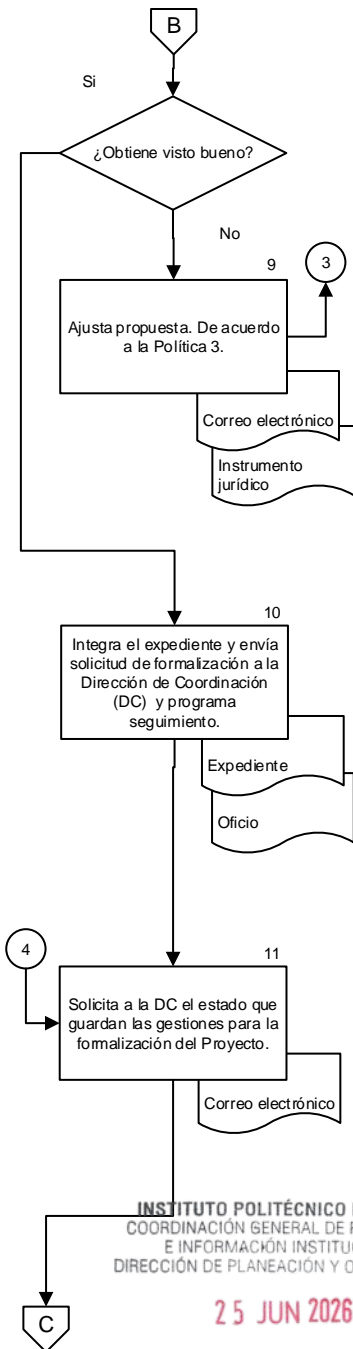 B
Si
¿Obtiene visto bueno?
No
9
3
Ajusta propuesta. De acuerdo
a la Política 3.
Correo electrónico
Instrumento
jurídico
10
Integra el expediente y envía
solicitud de formalización a la
Dirección de Coordinación
(DC) y programa
seguimiento.
Expediente
Oficio
4
11
Solicita a la DC el estado que
guardan las gestiones para la
formalización del Proyecto.
Correo electrónico
INSTITUTO POLITÉCNICO
COORDINACIÓN GENERAL DE
E INFORMACIÓN
DIRECCIÓN DE PLANEACIÓN Y
25 JUN 2026
C